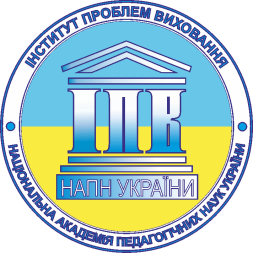 ІНСТИТУТ ПРОБЛЕМ ВИХОВАННЯ
ІПВ
НАПН УКРАЇНИ
НАЦІОНАЛЬНА АКАДЕМІЯ ПЕДАГОГІЧНИХ НАУК УКРАЇНИ